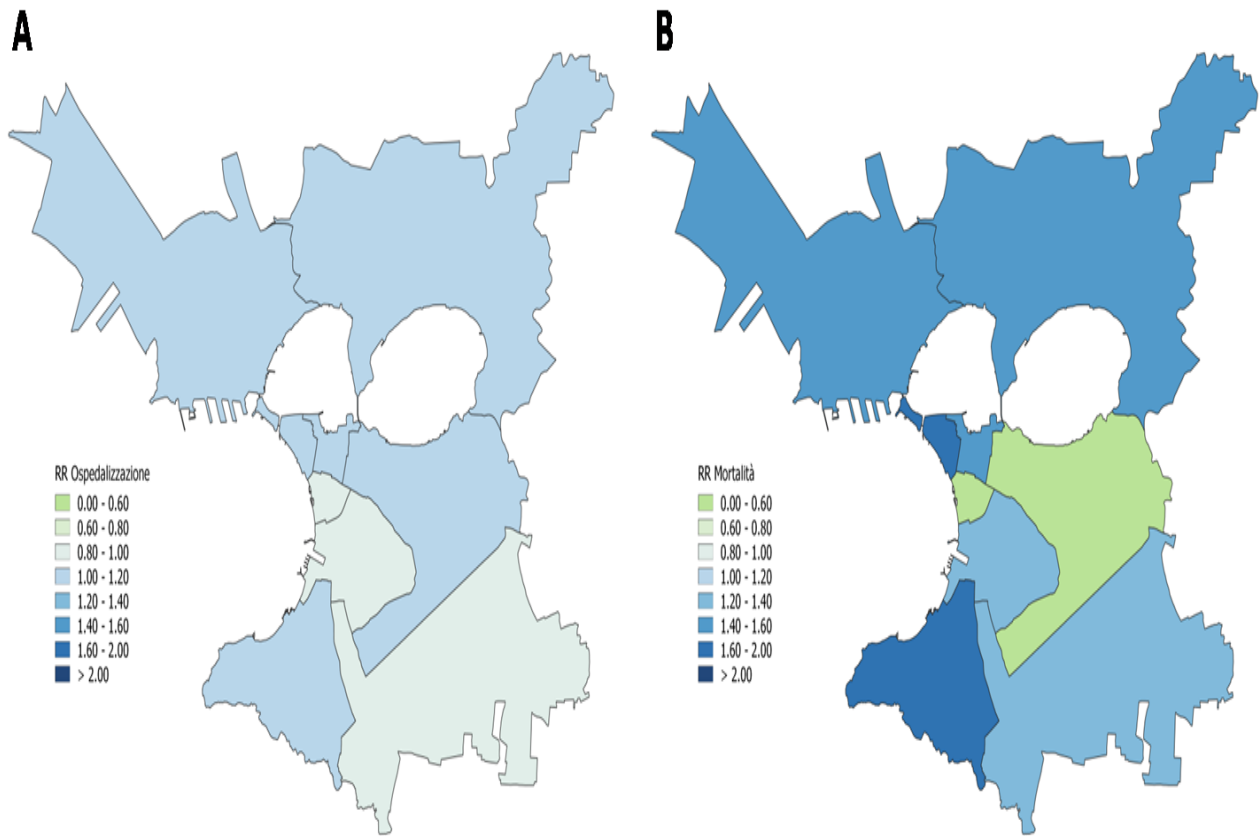 A
B
RR Ospedalizzazione
0.00 - 0.60
0.60 - 0.80
0.80 - 1.00
1.00 - 1.20
1.20 - 1.40
1.40 - 1.60
1.60 - 2.00
> 2.00
RR Mortalità
0.00 - 0.60
0.60 - 0.80
0.80 - 1.00
1.00 - 1.20
1.20 - 1.40
1.40 - 1.60
1.60 - 2.00
> 2.00